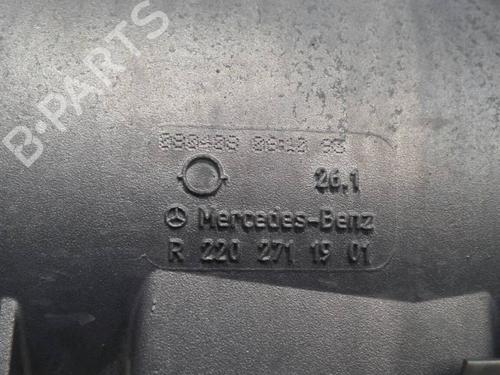 B-PARTS
26.1
Mercedes-Benz
R 220 271 19 01